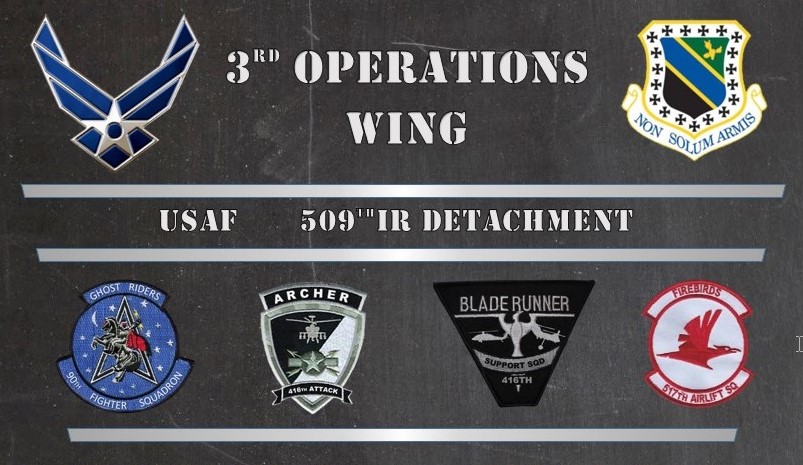 3RD OPERATIONS
WING
NON SOLUM ARMIS
USAF 509TH IR DETACHMENT
GHOST RIDERS
90TH FIGHTER SQUADRON
ARCHER
416TH ATTACK
BLADE RUNNER
SUPPORT SQD
416TH
FIREBIRDS
517TH AIRLIFT SQ